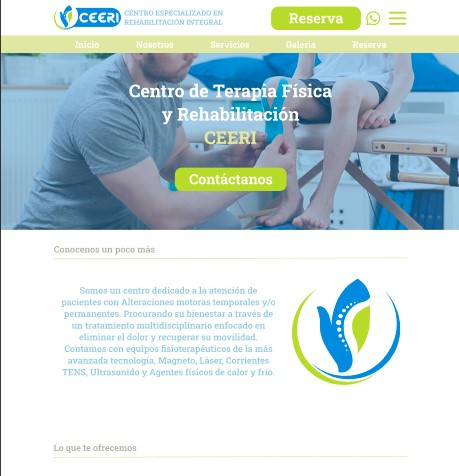 CEERI
CENTRO ESPECIALIZADO EN
REHABILITACIÓN INTEGRAL
Reserva
Inicio Nosotros Servicios Galería Reserva
Centro de Terapia Física
y Rehabilitación
CEERI
Contáctanos
Conocenos un poco más
Somos un centro dedicado a la atención de
pacientes con Alteraciones motoras temporales y/o
permanentes. Procurando su bienestar a través de
un tratamiento multidisciplinario enfocado en
eliminar el dolor y recuperar su movilidad.
Contamos con equipos fisioterapéuticos de la más
avanzada tecnología, Magneto, Láser, Corrientes
TENS, Ultrasonido y Agentes físicos de calor y frío.
Lo que te ofrecemos